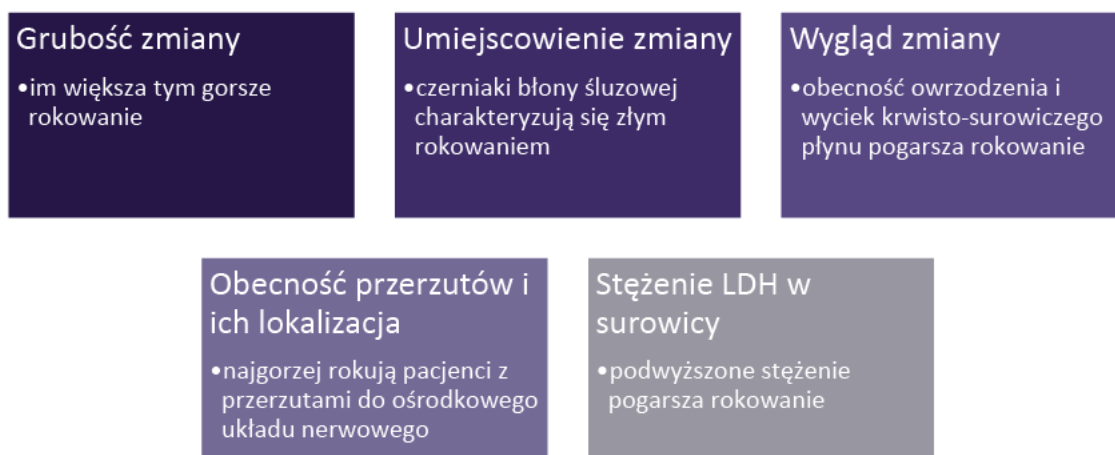 Grubość zmiany
•im większa tym gorsze
rokowanie
Umiejscowienie zmiany
•czerniaki błony śluzowej
charakteryzują się złym
rokowaniem
Wygląd zmiany
•obecność owrzodzenia i
wyciek krwisto-surowiczego
płynu pogarsza rokowanie
Obecność przerzutów i
ich lokalizacja
•najgorzej rokują pacjenci z
przerzutami do ośrodkowego
układu nerwowego
Stężenie LDH w
surowicy
•podwyższone stężenie
pogarsza rokowanie